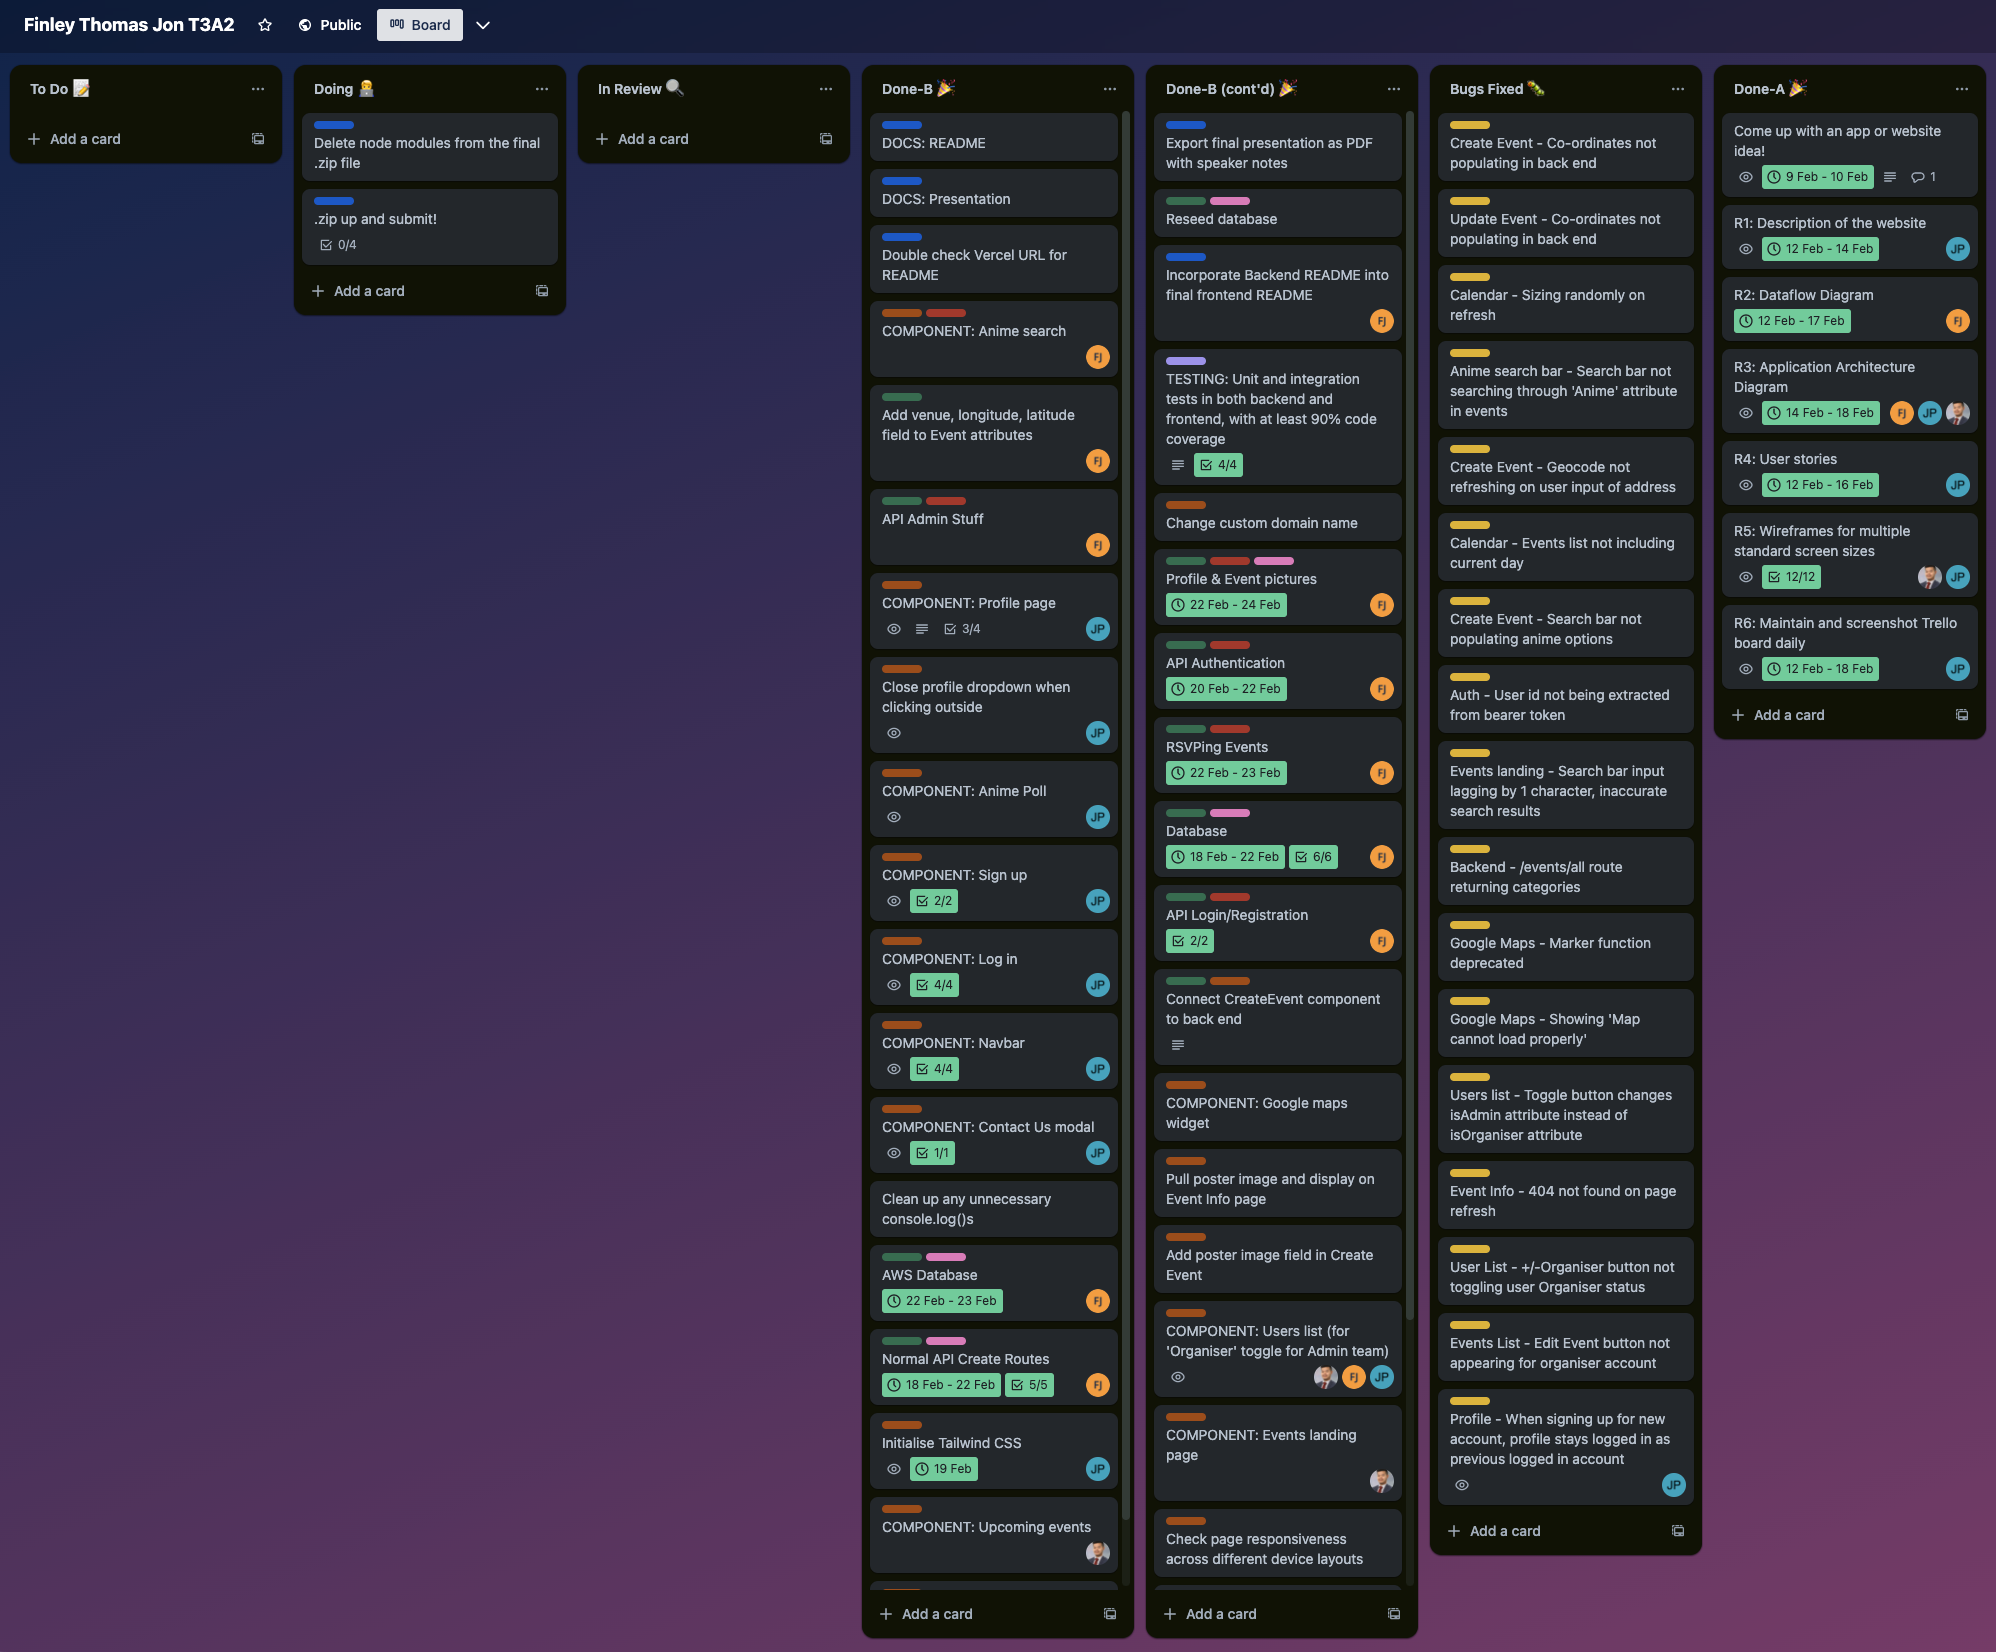 Finley Thomas Jon T3A2
Public
Board
To Do
Add a card
Doing
Delete node modules from the final
.zip file
.zip up and submit!
0/4
Add a card
In Review
Add a card
Done-B
DOCS: README
DOCS: Presentation
Double check Vercel URL for
README
COMPONENT: Anime search
FJ
Add venue, longitude, latitude
field to Event attributes
FJ
API Admin Stuff
FJ
COMPONENT: Profile page
3/4
JP
Close profile dropdown when
clicking outside
JP
COMPONENT: Anime Poll
JP
COMPONENT: Sign up
2/2
JP
COMPONENT: Log in
4/4
JP
COMPONENT: Navbar
4/4
JP
COMPONENT: Contact Us modal
1/1
JP
Clean up any unnecessary
console.log()s
AWS Database
22 Feb - 23 Feb
FJ
Normal API Create Routes
18 Feb - 22 Feb
5/5
FJ
Initialise Tailwind CSS
19 Feb
JP
COMPONENT: Upcoming events
Add a card
Done-B (cont'd)
Export final presentation as PDF
with speaker notes
Reseed database
Incorporate Backend README into
final frontend README
FJ
TESTING: Unit and integration
tests in both backend and
frontend, with at least 90% code
coverage
4/4
Change custom domain name
Profile & Event pictures
22 Feb - 24 Feb
FJ
API Authentication
20 Feb - 22 Feb
FJ
RSVPing Events
22 Feb - 23 Feb
FJ
Database
18 Feb - 22 Feb
6/6
FJ
API Login/Registration
2/2
FJ
Connect CreateEvent component
to back end
COMPONENT: Google maps
widget
Pull poster image and display on
Event Info page
Add poster image field in Create
Event
COMPONENT: Users list (for
'Organiser' toggle for Admin team)
FJ
JP
COMPONENT: Events landing
page
Check page responsiveness
across different device layouts
Add a card
Bugs Fixed
Create Event - Co-ordinates not
populating in back end
Update Event - Co-ordinates not
populating in back end
Calendar - Sizing randomly on
refresh
Anime search bar - Search bar not
searching through 'Anime' attribute
in events
Create Event - Geocode not
refreshing on user input of address
Calendar - Events list not including
current day
Create Event - Search bar not
populating anime options
Auth - User id not being extracted
from bearer token
Events landing - Search bar input
lagging by 1 character, inaccurate
search results
Backend - /events/all route
returning categories
Google Maps - Marker function
deprecated
Google Maps - Showing 'Map
cannot load properly'
Users list - Toggle button changes
isAdmin attribute instead of
isOrganiser attribute
Event Info - 404 not found on page
refresh
User List - +/-Organiser button not
toggling user Organiser status
Events List - Edit Event button not
appearing for organiser account
Profile - When signing up for new
account, profile stays logged in as
previous logged in account
JP
Add a card
Done-A
Come up with an app or website
idea!
9 Feb - 10 Feb
1
R1: Description of the website
12 Feb - 14 Feb
JP
R2: Dataflow Diagram
12 Feb - 17 Feb
FJ
R3: Application Architecture
Diagram
14 Feb - 18 Feb
FJ
JP
R4: User stories
12 Feb - 16 Feb
JP
R5: Wireframes for multiple
standard screen sizes
12/12
JP
R6: Maintain and screenshot Trello
board daily
12 Feb - 18 Feb
JP
Add a card